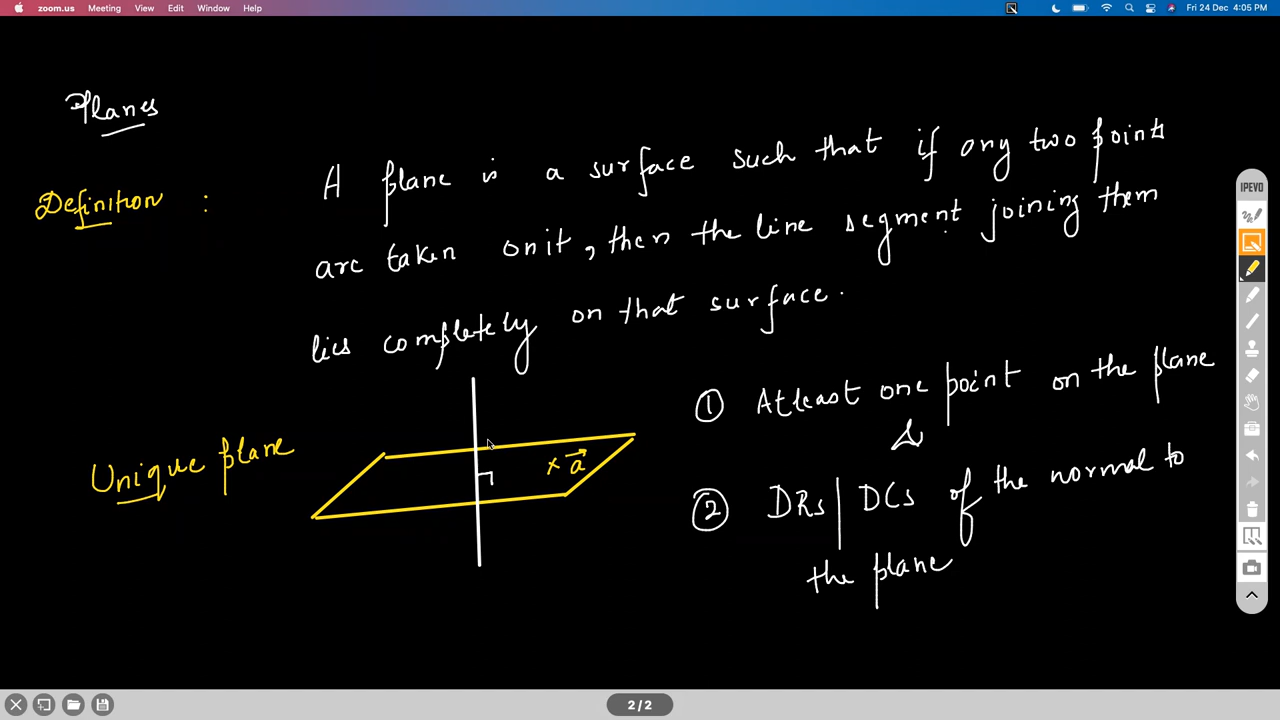 zoom.us Meeting View Edit Window Help Fri 24 Dec 4:05 PM
Planes
Definition : A plane is a surface such that if any two points
are taken on it, then the line segment joining them
lies completely on that surface.
① Atleast one point on the plane
&
Unique plane
x a⃗
② DRs | DCs of the normal to
the plane
IPEVO
2/2